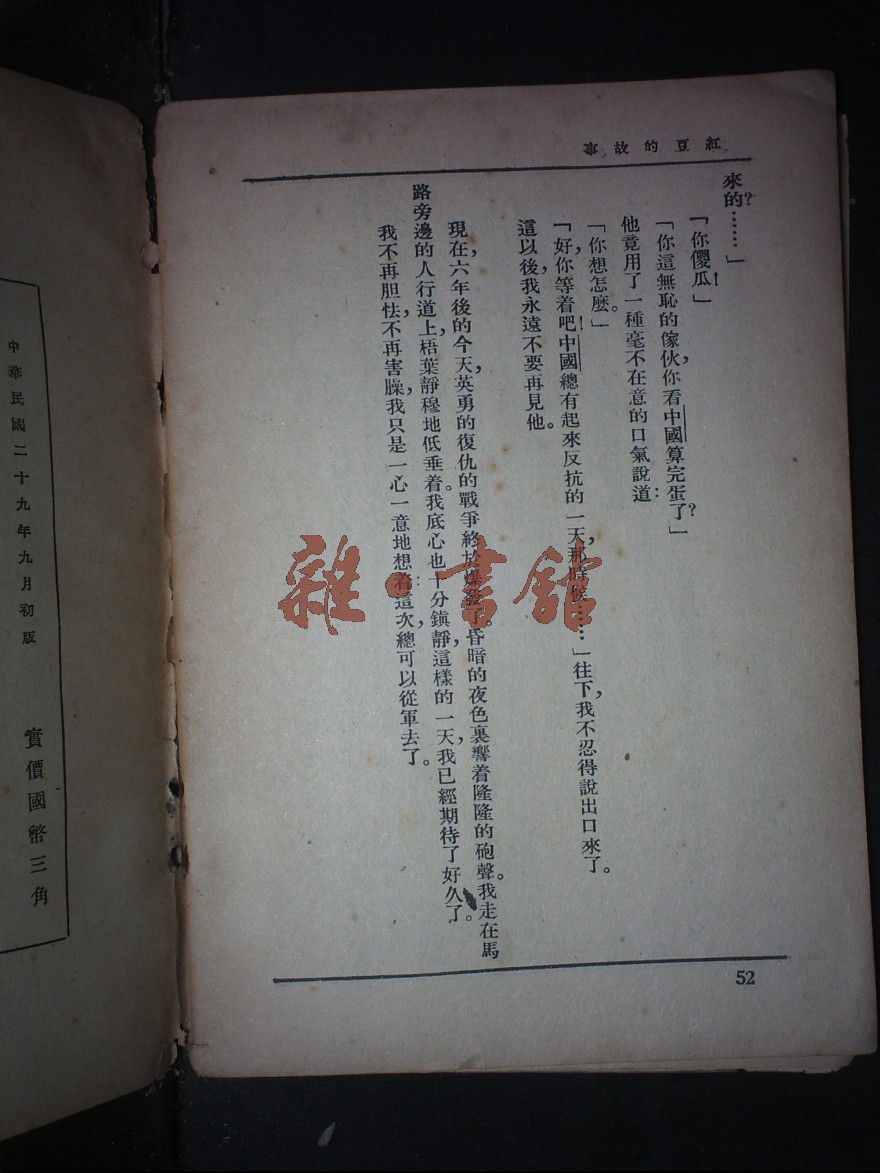 紅豆的故事
來的？……」
「你傻瓜！」
「你這無恥的傢伙，你看中國算完蛋了？」
他竟用了一種毫不在意的口氣說道：
「你想怎麼。」
「好，你等着吧！中國總有起來反抗的一天，那時候……」往下，我不忍得說出口來了。
這以後，我永遠不要再見他。
現在，六年後的今天，英勇的復仇的戰爭終於爆發了。昏暗的夜色裏響着隆隆的砲聲。我走在馬
路旁邊的人行道上，梧葉靜穆地低垂着。我底心也十分鎮靜，這樣的一天，我已經期待了好久了。
我不再胆怯，不再害臊，我只是一心一意地想着：這次，總可以從軍去了。
52
中華民國二十九年九月初版
實價國幣三角
雜·書館